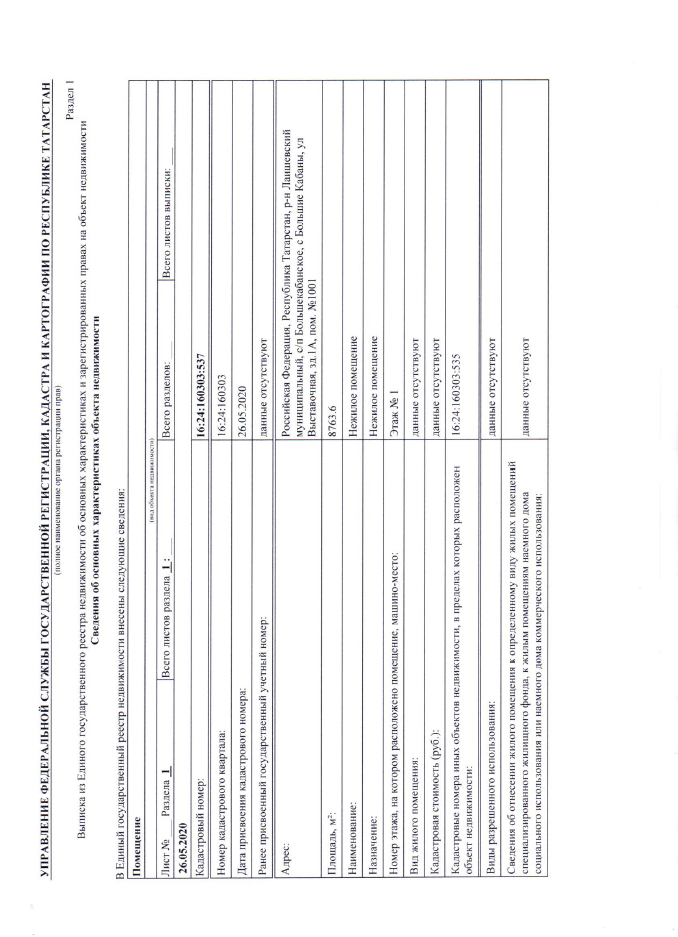 УПРАВЛЕНИЕ ФЕДЕРАЛЬНОЙ СЛУЖБЫ ГОСУДАРСТВЕННОЙ РЕГИСТРАЦИИ, КАДАСТРА И КАРТОГРАФИИ ПО РЕСПУБЛИКЕ ТАТАРСТАН
(полное наименование органа регистрации прав)
Раздел 1
Выписка из Единого государственного реестра недвижимости об основных характеристиках и зарегистрированных правах на объект недвижимости
Сведения об основных характеристиках объекта недвижимости
В Единый государственный реестр недвижимости внесены следующие сведения:
Помещение
(вид объекта недвижимости)
Лист № ___ Раздела 1 Всего листов раздела 1 : ___ Всего разделов: ___ Всего листов выписки: ___
26.05.2020
Кадастровый номер: 16:24:160303:537
Номер кадастрового квартала: 16:24:160303
Дата присвоения кадастрового номера: 26.05.2020
Ранее присвоенный государственный учетный номер: данные отсутствуют
Адрес: Российская Федерация, Республика Татарстан, р-н Лаишевский
муниципальный, с/п Большекабанское, с Большие Кабаны, ул
Выставочная, зд.1А, пом. №1001
Площадь, м²: 8763.6
Наименование: Нежилое помещение
Назначение: Нежилое помещение
Номер этажа, на котором расположено помещение, машино-место: Этаж № 1
Вид жилого помещения: данные отсутствуют
Кадастровая стоимость (руб.): данные отсутствуют
Кадастровые номера иных объектов недвижимости, в пределах которых расположен 16:24:160303:535
объект недвижимости:
Виды разрешенного использования: данные отсутствуют
Сведения об отнесении жилого помещения к определенному виду жилых помещений
специализированного жилищного фонда, к жилым помещениям наемного дома данные отсутствуют
социального использования или наемного дома коммерческого использования: